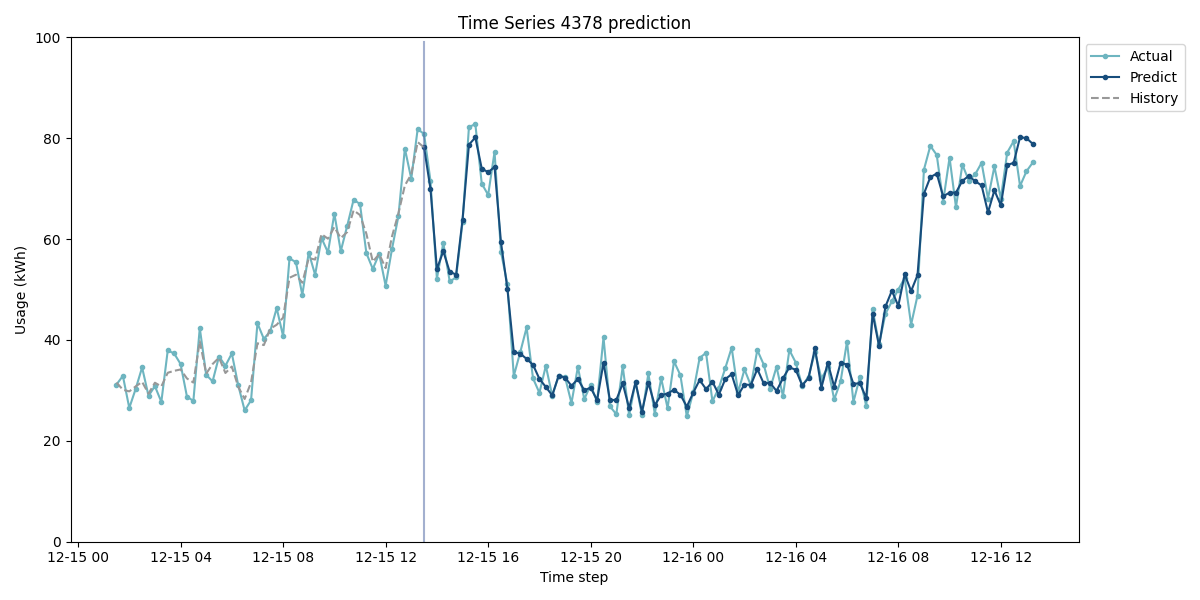 Time Series 4378 prediction
100
80
60
40
20
0
Usage (kWh)
12-15 00
12-15 04
12-15 08
12-15 12
12-15 16
12-15 20
12-16 00
12-16 04
12-16 08
12-16 12
Time step
Actual
Predict
History